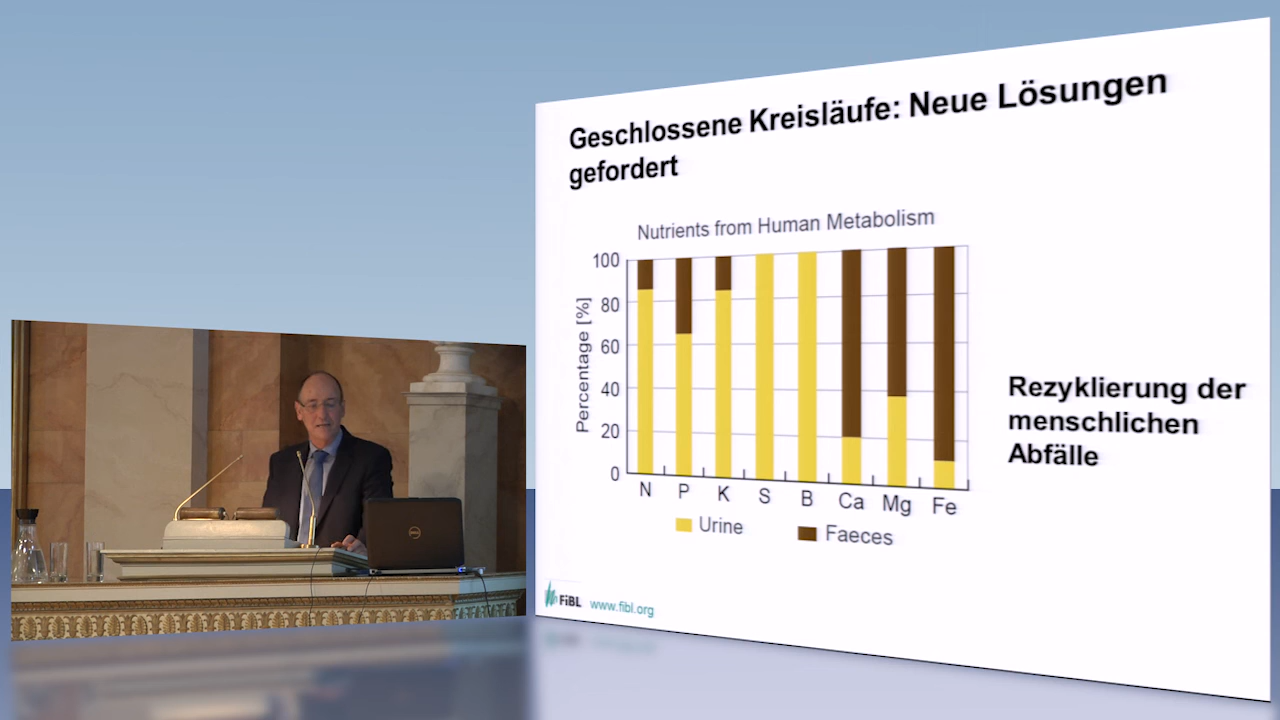 Geschlossene Kreisläufe: Neue Lösungen
gefordert
Nutrients from Human Metabolism
Percentage [%]
100
80
60
40
20
0
N P K S B Ca Mg Fe
Urine Faeces
Rezyklierung der
menschlichen
Abfälle
FiBL www.fibl.org
DELL